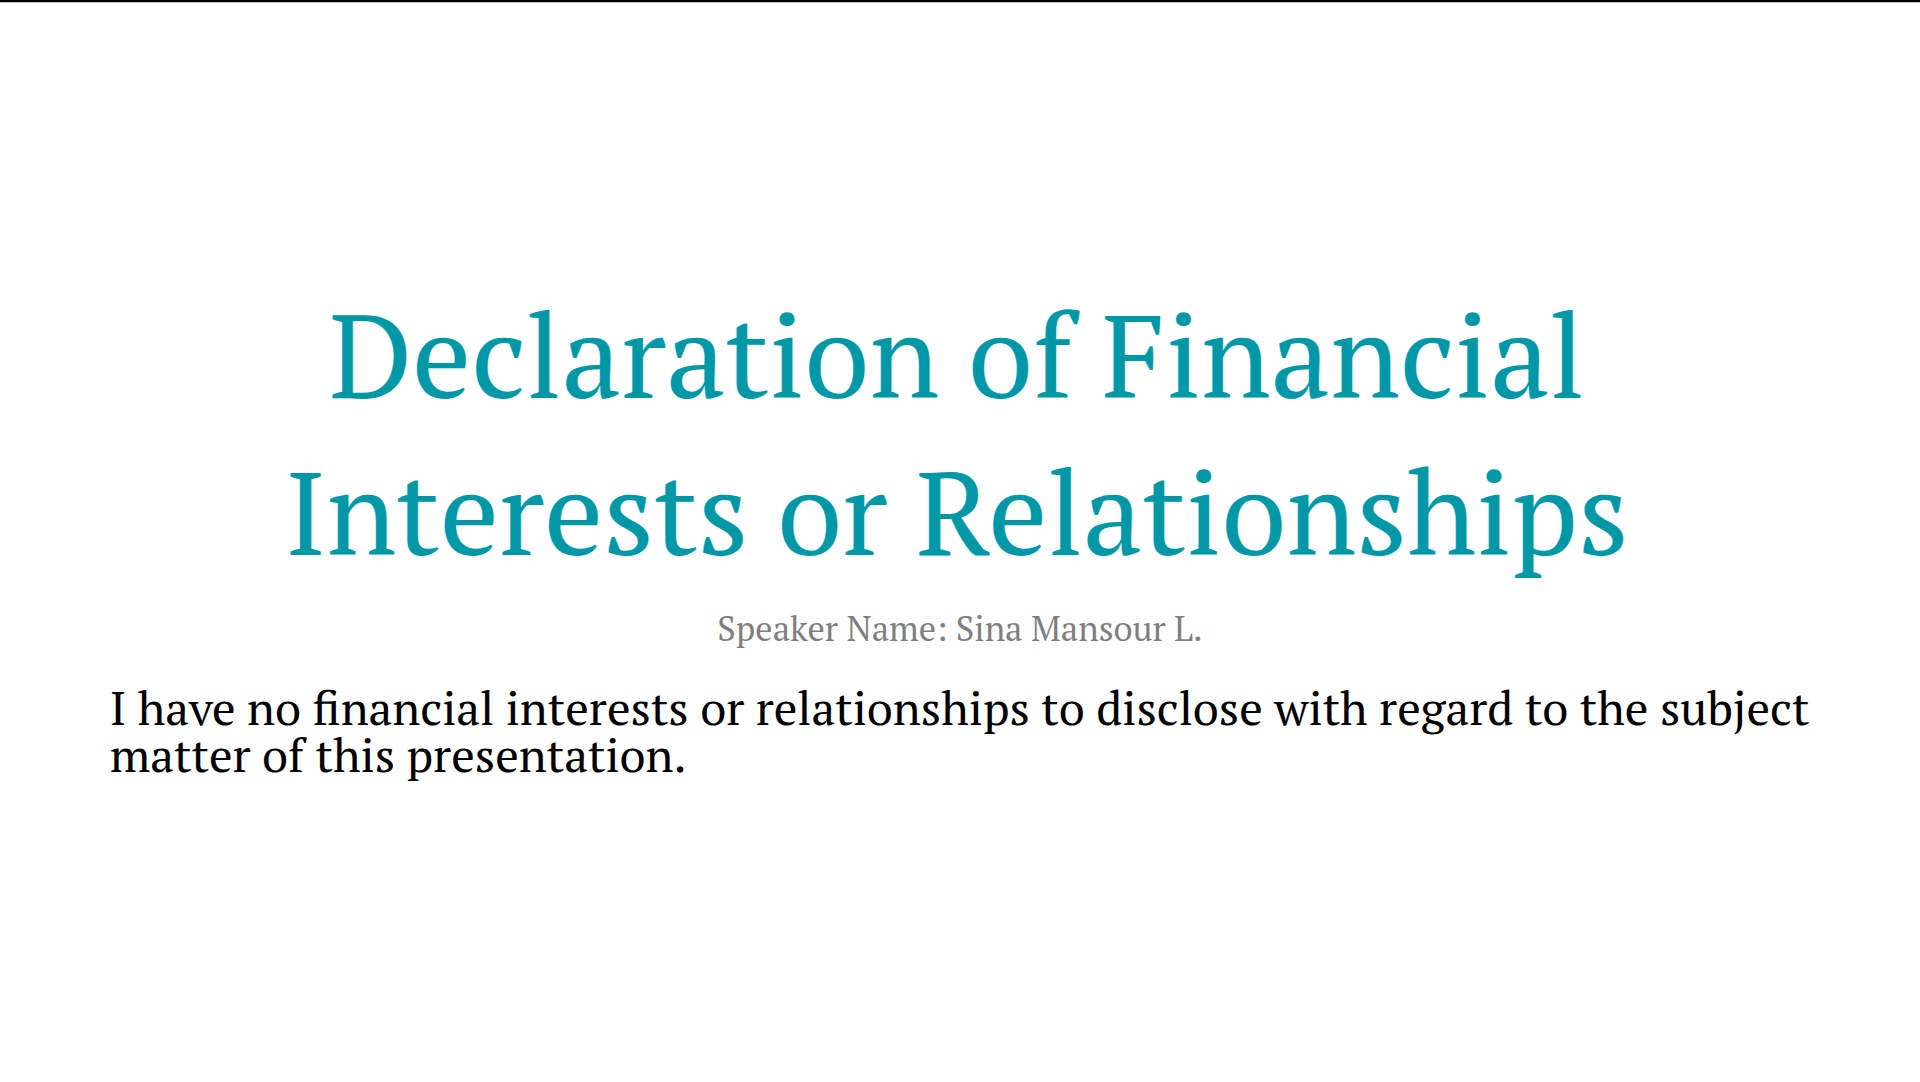 Declaration of Financial
Interests or Relationships
Speaker Name: Sina Mansour L.
I have no financial interests or relationships to disclose with regard to the subject
matter of this presentation.